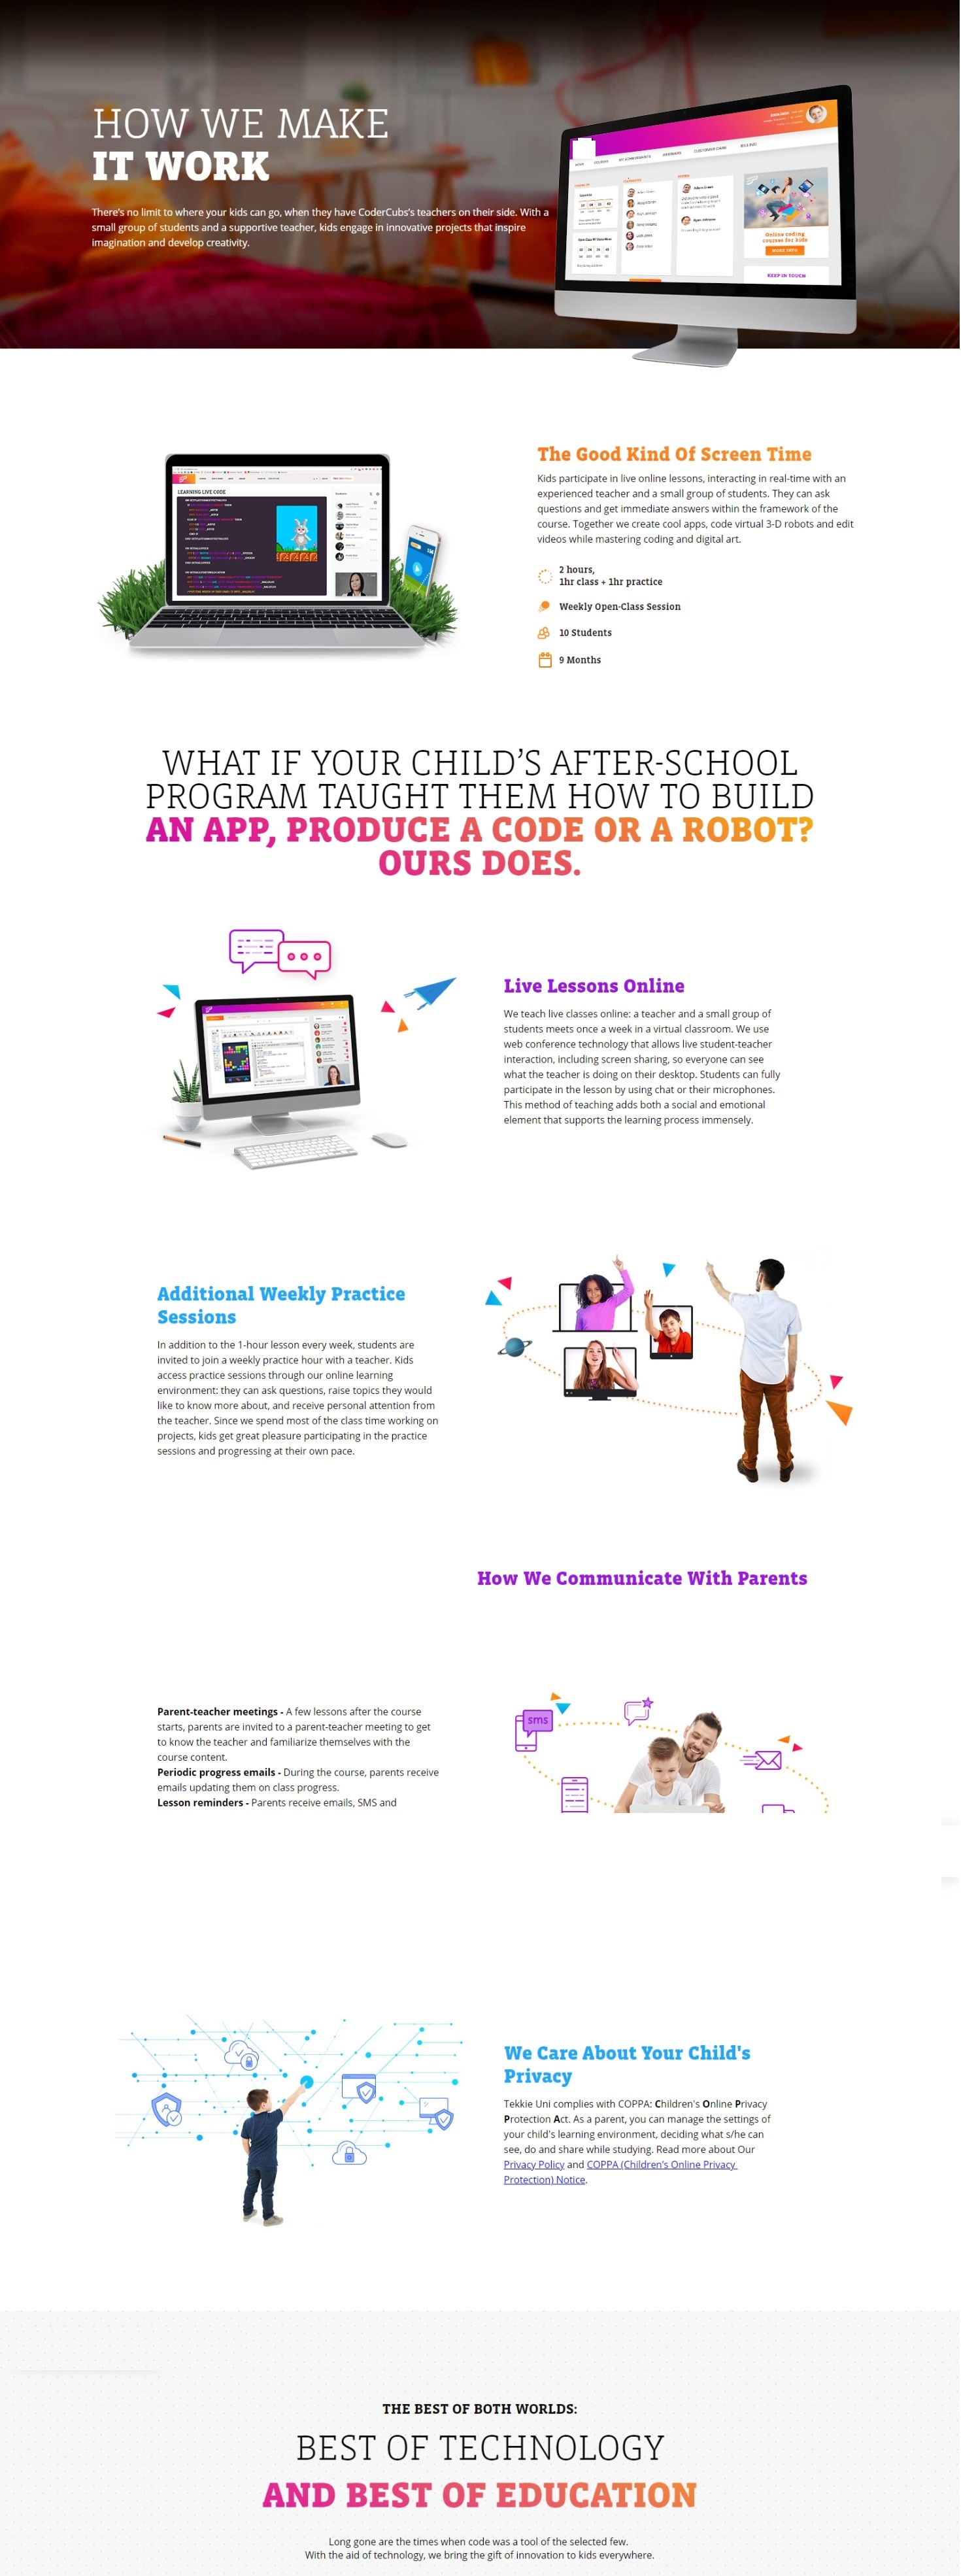 HOW WE MAKE
IT WORK
There's no limit to where your kids can go, when they have CoderCubs's teachers on their side. With a
small group of students and a supportive teacher, kids engage in innovative projects that inspire
imagination and develop creativity.
Online coding
courses for kids
KEEP IN TOUCH
The Good Kind Of Screen Time
Kids participate in live online lessons, interacting in real-time with an
experienced teacher and a small group of students. They can ask
questions and get immediate answers within the framework of the
course. Together we create cool apps, code virtual 3-D robots and edit
videos while mastering coding and digital art.
LEARNING LIVE CODE
2 hours,
1hr class + 1hr practice
Weekly Open-Class Session
10 Students
9 Months
WHAT IF YOUR CHILD'S AFTER-SCHOOL
PROGRAM TAUGHT THEM HOW TO BUILD
AN APP, PRODUCE A CODE OR A ROBOT?
OURS DOES.
Live Lessons Online
We teach live classes online: a teacher and a small group of
students meets once a week in a virtual classroom. We use
web conference technology that allows live student-teacher
interaction, including screen sharing, so everyone can see
what the teacher is doing on their desktop. Students can fully
participate in the lesson by using chat or their microphones.
This method of teaching adds both a social and emotional
element that supports the learning process immensely.
Additional Weekly Practice
Sessions
In addition to the 1-hour lesson every week, students are
invited to join a weekly practice hour with a teacher. Kids
access practice sessions through our online learning
environment: they can ask questions, raise topics they would
like to know more about, and receive personal attention from
the teacher. Since we spend most of the class time working on
projects, kids get great pleasure participating in the practice
sessions and progressing at their own pace.
How We Communicate With Parents
Parent-teacher meetings - A few lessons after the course
starts, parents are invited to a parent-teacher meeting to get
to know the teacher and familiarize themselves with the
course content.
Periodic progress emails - During the course, parents receive
emails updating them on class progress.
Lesson reminders - Parents receive emails, SMS and
sms
We Care About Your Child's
Privacy
Tekkie Uni complies with COPPA: Children's Online Privacy
Protection Act. As a parent, you can manage the settings of
your child's learning environment, deciding what s/he can
see, do and share while studying. Read more about Our
Privacy Policy and COPPA (Children's Online Privacy
Protection) Notice.
THE BEST OF BOTH WORLDS:
BEST OF TECHNOLOGY
AND BEST OF EDUCATION
Long gone are the times when code was a tool of the selected few.
With the aid of technology, we bring the gift of innovation to kids everywhere.